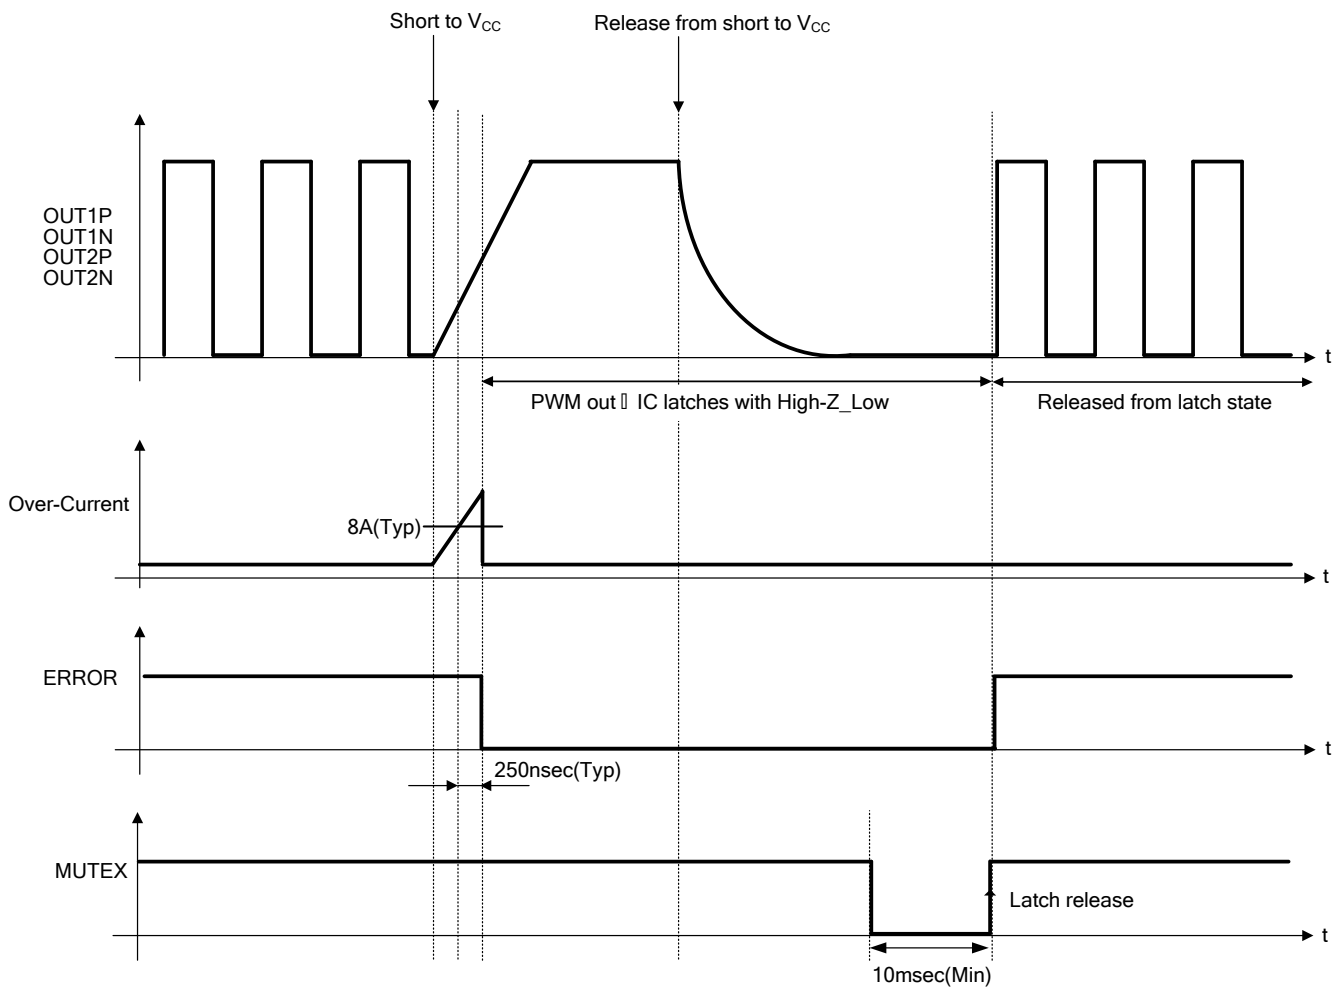 Short to VCC
Release from short to VCC
OUT1P
OUT1N
OUT2P
OUT2N
t
PWM out ▯ IC latches with High-Z_Low
Released from latch state
Over-Current
8A(Typ)
t
ERROR
t
250nsec(Typ)
MUTEX
Latch release
t
10msec(Min)